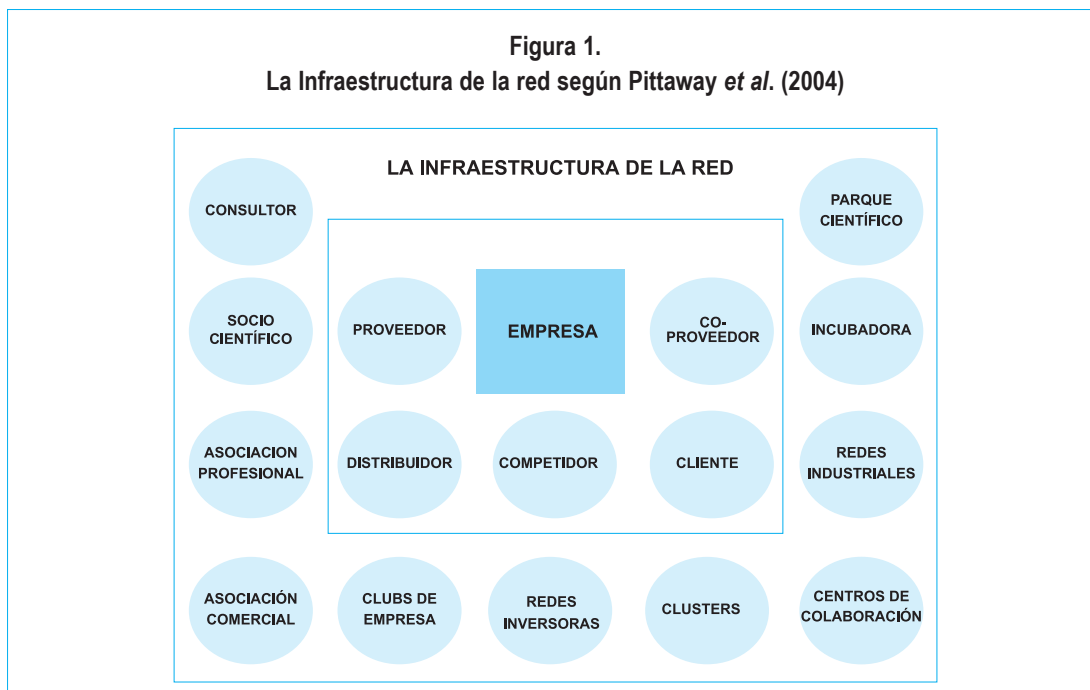 Figura 1.
La Infraestructura de la red según Pittaway et al. (2004)
LA INFRAESTRUCTURA DE LA RED
CONSULTOR
PARQUE
CIENTÍFICO
SOCIO
CIENTÍFICO
PROVEEDOR
EMPRESA
CO-
PROVEEDOR
INCUBADORA
ASOCIACION
PROFESIONAL
DISTRIBUIDOR
COMPETIDOR
CLIENTE
REDES
INDUSTRIALES
ASOCIACIÓN
COMERCIAL
CLUBS DE
EMPRESA
REDES
INVERSORAS
CLUSTERS
CENTROS DE
COLABORACIÓN